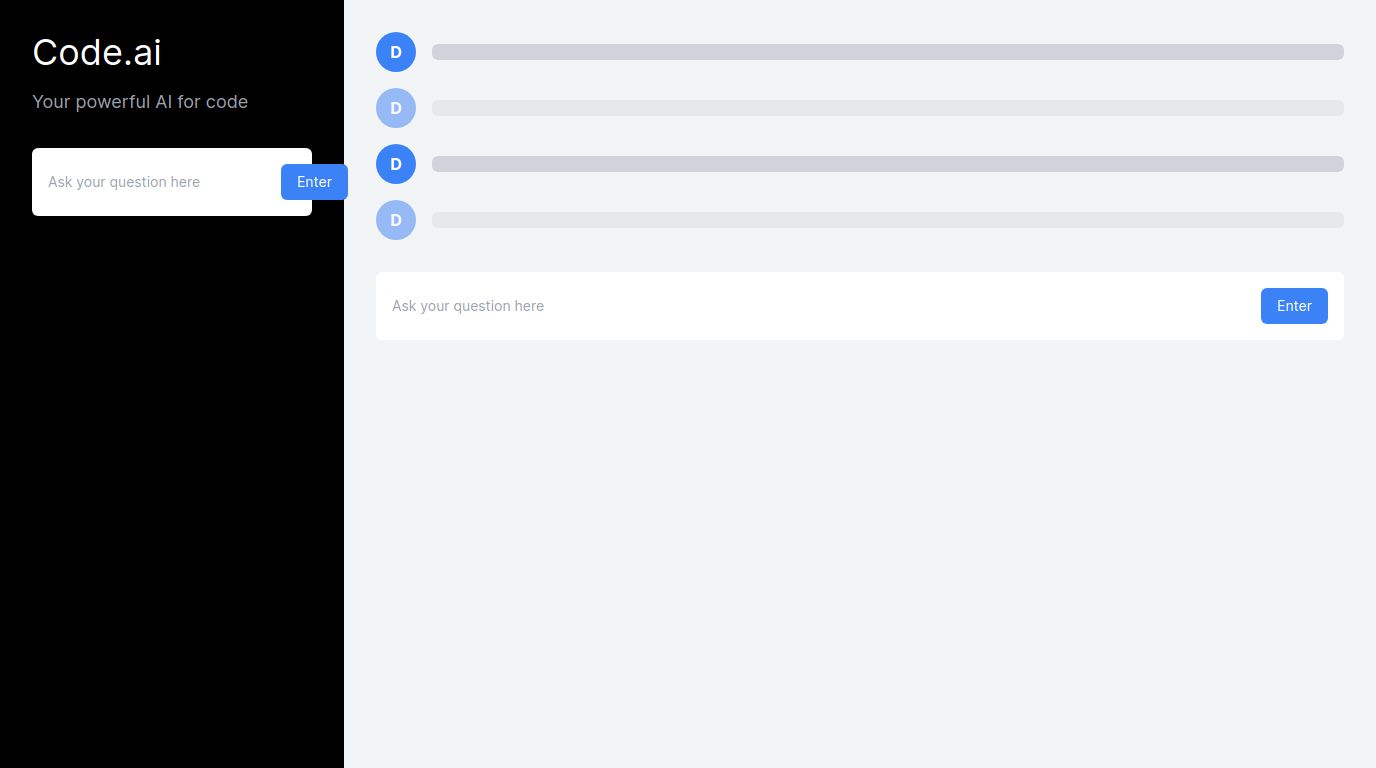 Code.ai
Your powerful AI for code
Ask your question here
Enter
D
D
D
D
Ask your question here
Enter